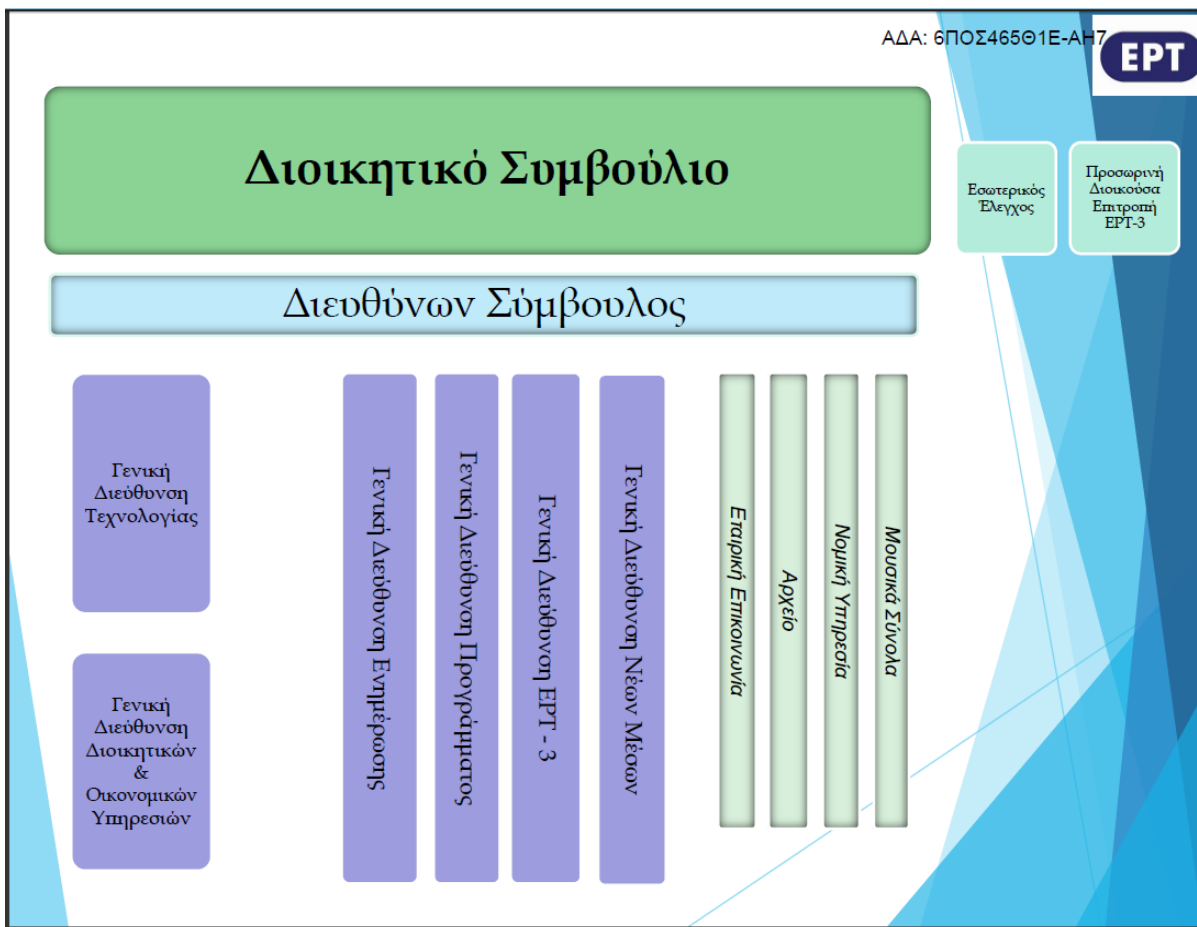 ΑΔΑ: 6ΠΟΣ465Θ1Ε-ΑΗ7
ΕΡΤ
Διοικητικό Συμβούλιο
Εσωτερικός
Έλεγχος
Προσωρινή
Διοικούσα
Επιτροπή
ΕΡΤ-3
Διευθύνων Σύμβουλος
Γενική
Διεύθυνση
Τεχνολογίας
Γενική
Διεύθυνση
Διοικητικών
&
Οικονομικών
Υπηρεσιών
Γενική Διεύθυνση Ενημέρωσης
Γενική Διεύθυνση Προγράμματος
Γενική Διεύθυνση ΕΡΤ - 3
Γενική Διεύθυνση Νέων Μέσων
Εταιρική Επικοινωνία
Αρχείο
Νομική Υπηρεσία
Μουσικά Σύνολα